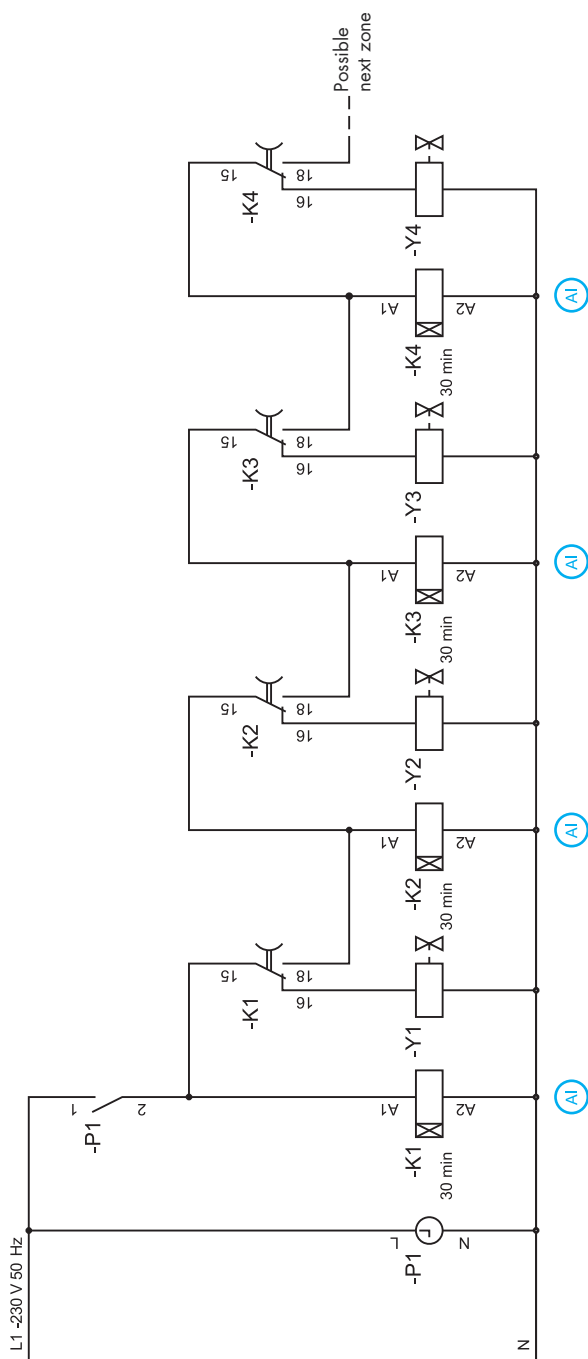 L1 -230 V 50 Hz
N
-P1
L
N
-P1
1
2
-K1
30 min
A1
A2
AI
-K1
15
16
18
-Y1
-K2
30 min
A1
A2
AI
-K2
15
16
18
-Y2
-K3
30 min
A1
A2
AI
-K3
15
16
18
-Y3
-K4
30 min
A1
A2
AI
-K4
15
16
18
-Y4
Possible
next zone